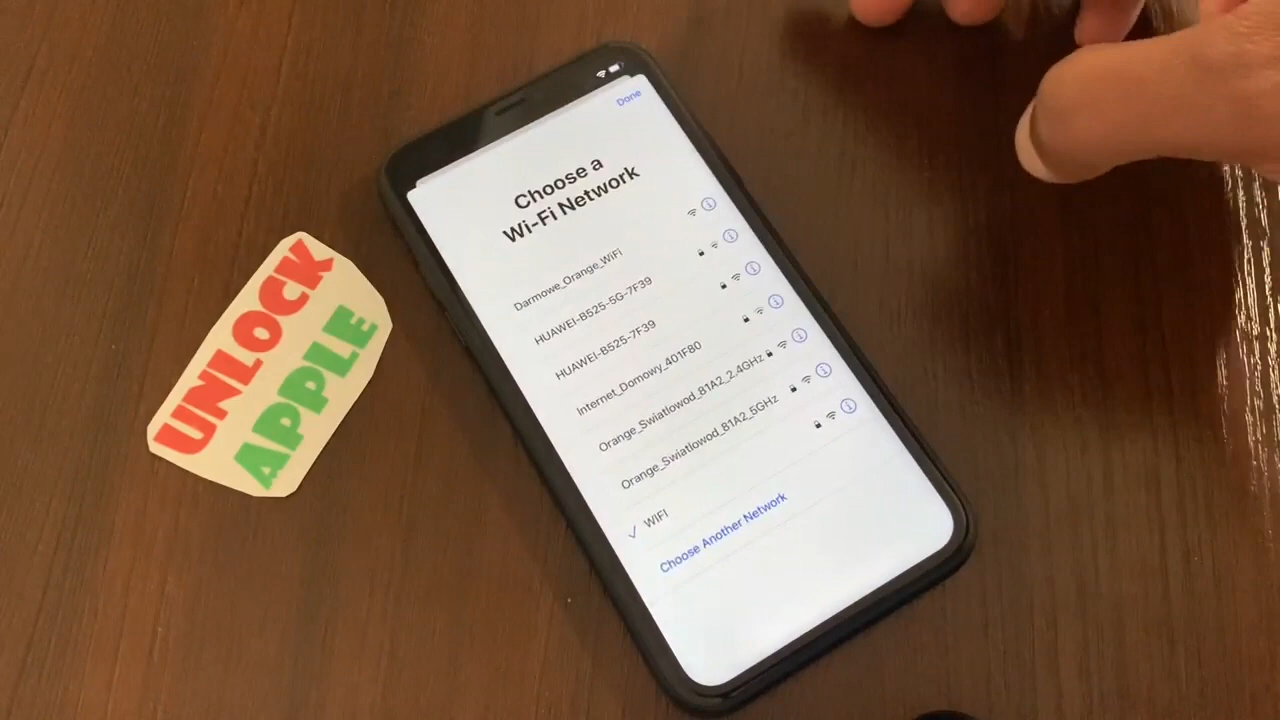 Done
Choose a
Wi-Fi Network
Darmowe_Orange_WiFi
HUAWEI-B525-5G-7F39
HUAWEI-B525-7F39
Internet_Domowy_401F80
Orange_Swiatlowod_81A2_2.4GHz
Orange_Swiatlowod_81A2_5GHz
WIFI
Choose Another Network
UNLOCK
APPLE